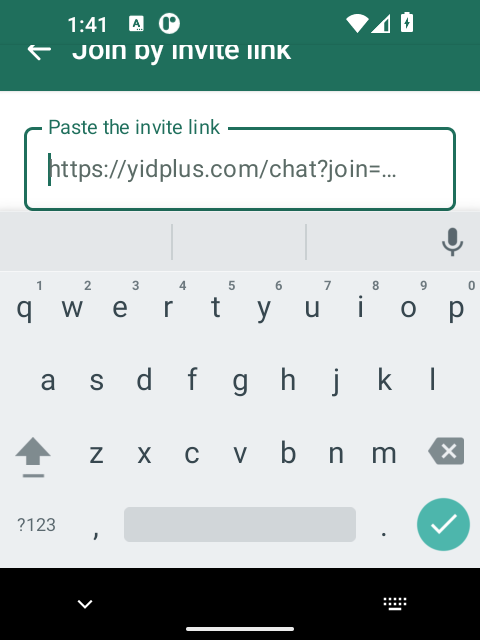 1:41
Join by invite link
Paste the invite link
https://yidplus.com/chat?join=...
1 2 3 4 5 6 7 8 9 0
q w e r t y u i o p
a s d f g h j k l
z x c v b n m
?123 , .